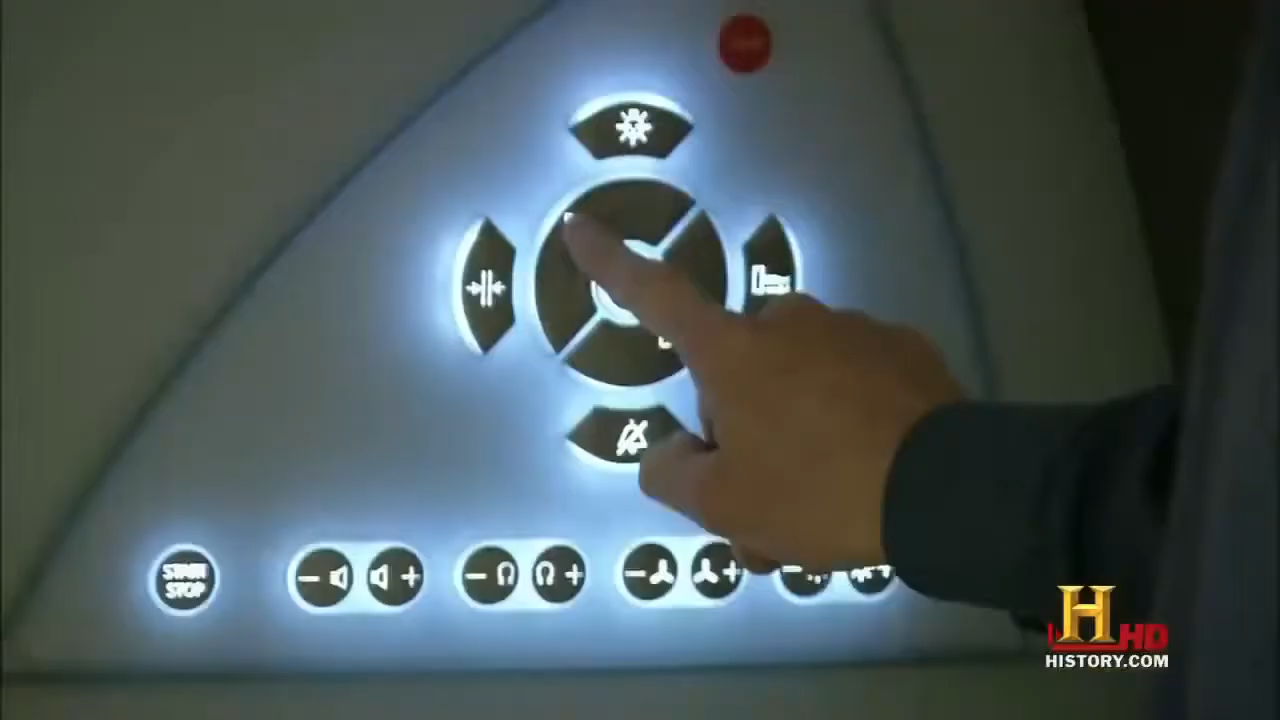 START
STOP
- +
- +
- +
-
H HD
HISTORY.COM